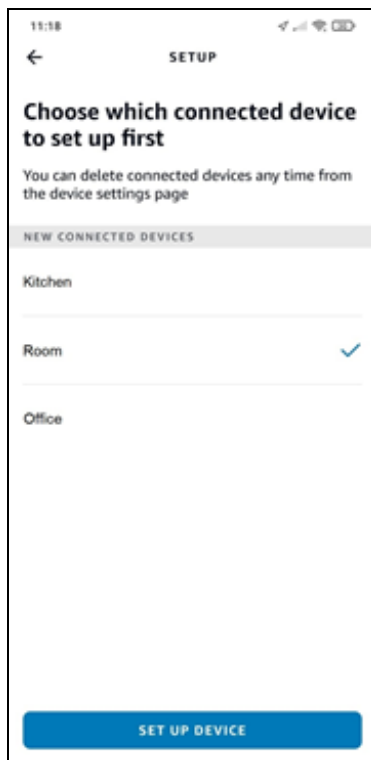 11:18
SETUP
Choose which connected device
to set up first
You can delete connected devices any time from
the device settings page
NEW CONNECTED DEVICES
Kitchen
Room
Office
SET UP DEVICE